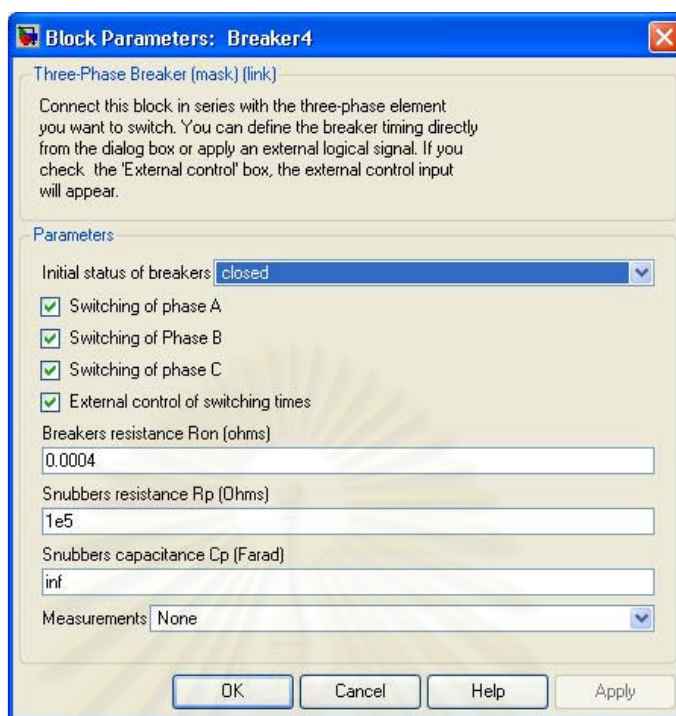 Block Parameters: Breaker4
Three-Phase Breaker (mask) (link)
Connect this block in series with the three-phase element
you want to switch. You can define the breaker timing directly
from the dialog box or apply an external logical signal. If you
check the 'External control' box, the external control input
will appear.
Parameters
Initial status of breakers closed
Switching of phase A
Switching of Phase B
Switching of phase C
External control of switching times
Breakers resistance Ron (ohms)
0.0004
Snubbers resistance Rp (Ohms)
1e5
Snubbers capacitance Cp (Farad)
inf
Measurements None
OK Cancel Help Apply